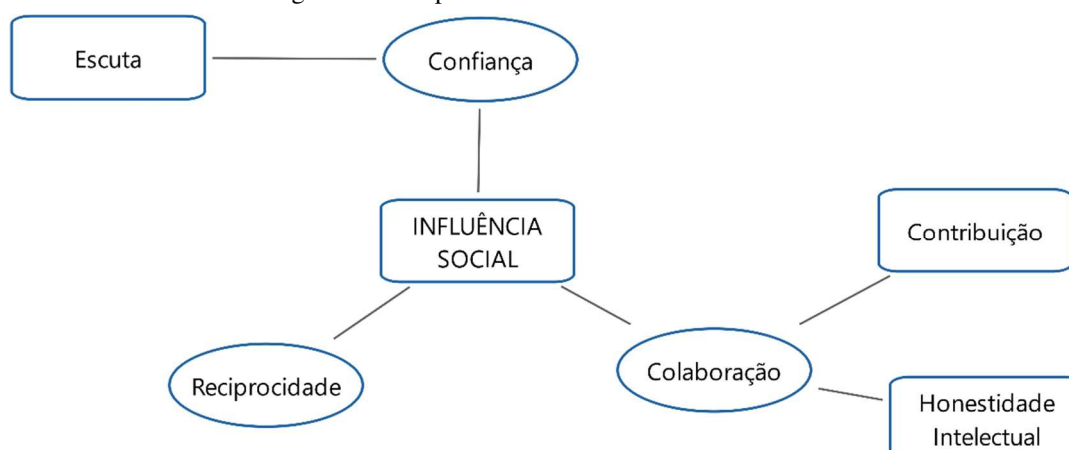 Escuta
Confiança
INFLUÊNCIA
SOCIAL
Contribuição
Reciprocidade
Colaboração
Honestidade
Intelectual